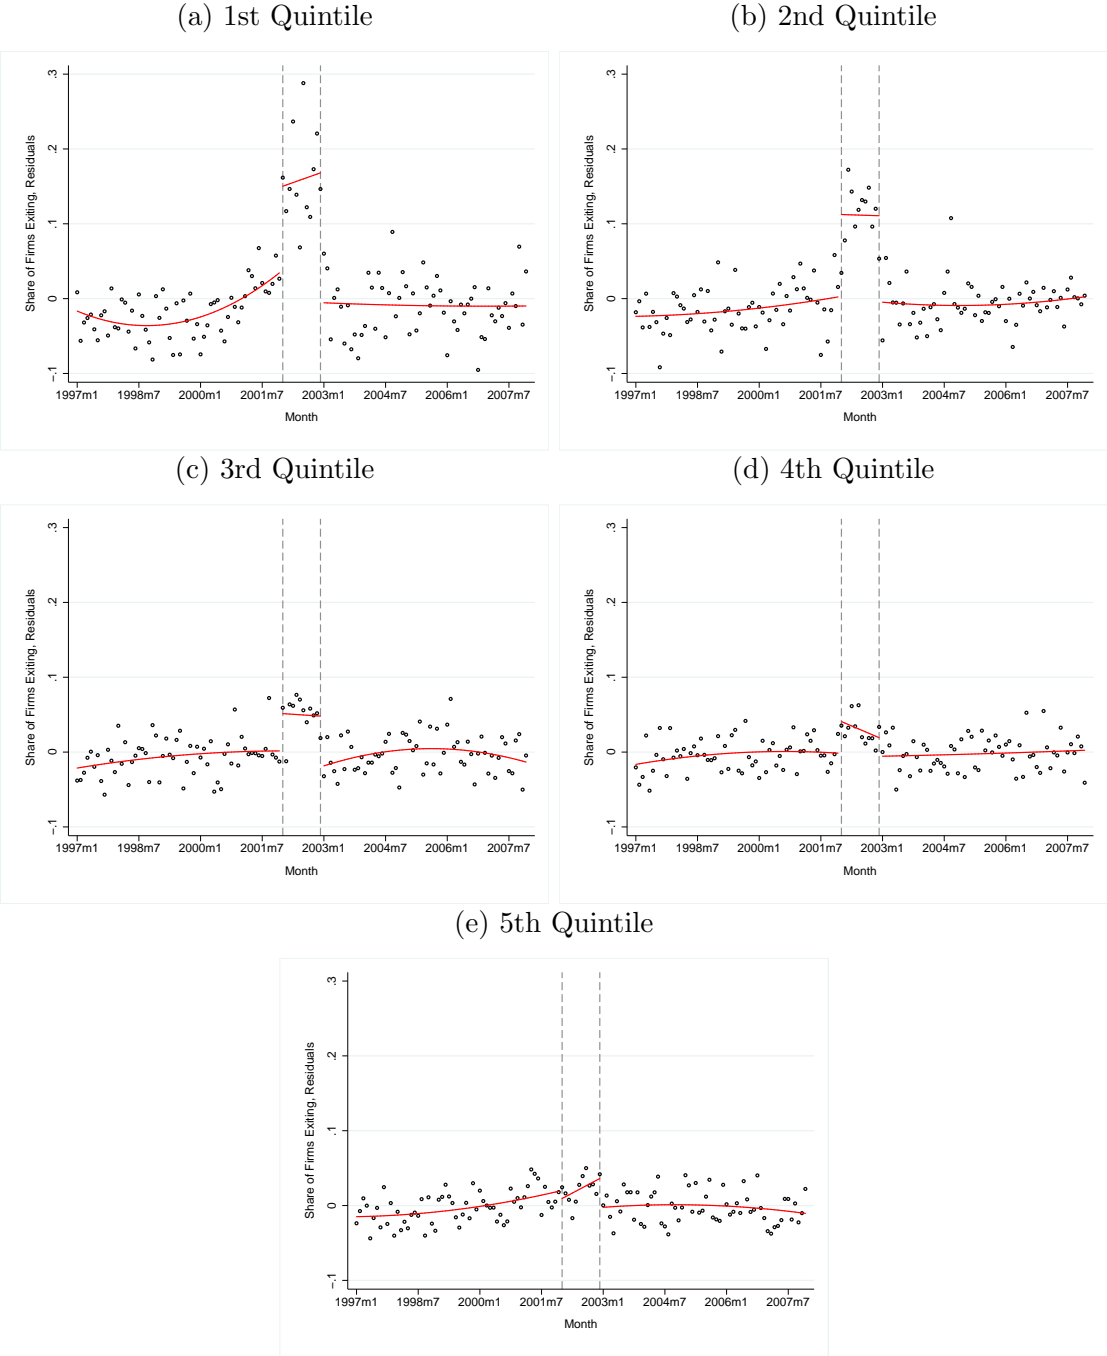 (a) 1st Quintile
Share of Firms Exiting, Residuals
.3
.2
.1
0
-.1
1997m1 1998m7 2000m1 2001m7 2003m1 2004m7 2006m1 2007m7
Month
(b) 2nd Quintile
Share of Firms Exiting, Residuals
.3
.2
.1
0
-.1
1997m1 1998m7 2000m1 2001m7 2003m1 2004m7 2006m1 2007m7
Month
(c) 3rd Quintile
Share of Firms Exiting, Residuals
.3
.2
.1
0
-.1
1997m1 1998m7 2000m1 2001m7 2003m1 2004m7 2006m1 2007m7
Month
(d) 4th Quintile
Share of Firms Exiting, Residuals
.3
.2
.1
0
-.1
1997m1 1998m7 2000m1 2001m7 2003m1 2004m7 2006m1 2007m7
Month
(e) 5th Quintile
Share of Firms Exiting, Residuals
.3
.2
.1
0
-.1
1997m1 1998m7 2000m1 2001m7 2003m1 2004m7 2006m1 2007m7
Month